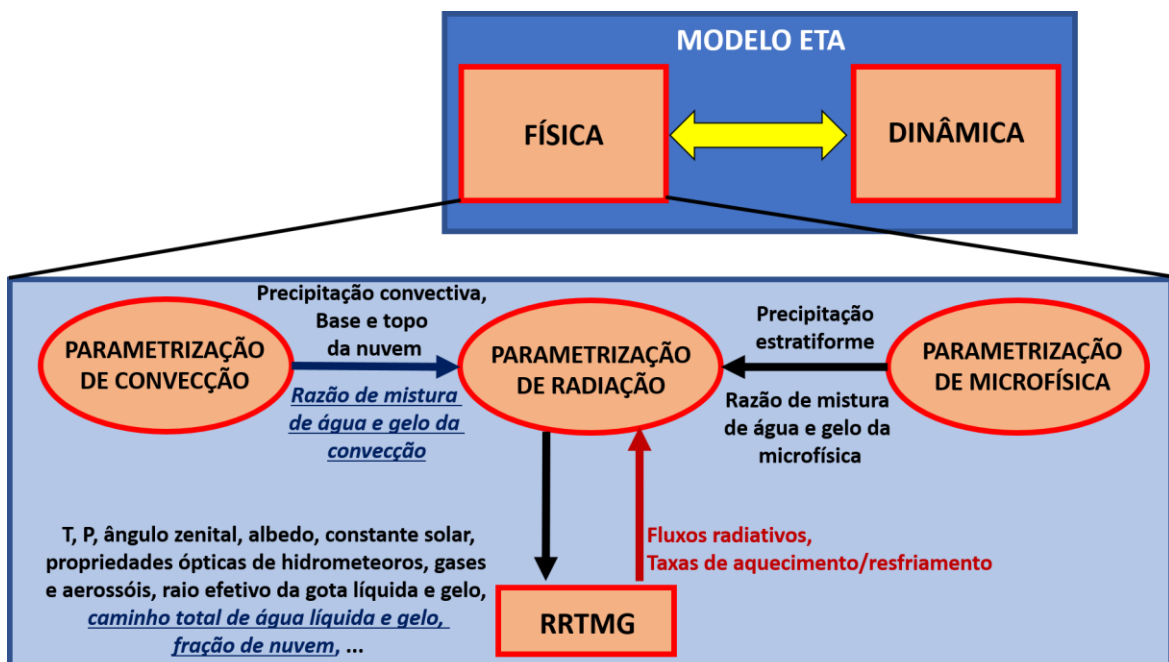 MODELO ETA
FÍSICA
DINÂMICA
PARAMETRIZAÇÃO
DE CONVECÇÃO
Precipitação convectiva,
Base e topo
da nuvem
Razão de mistura
de água e gelo da
convecção
PARAMETRIZAÇÃO
DE RADIAÇÃO
Precipitação
estratiforme
Razão de mistura
de água e gelo da
microfísica
PARAMETRIZAÇÃO
DE MICROFÍSICA
T, P, ângulo zenital, albedo, constante solar,
propriedades ópticas de hidrometeoros, gases
e aerossóis, raio efetivo da gota líquida e gelo,
caminho total de água líquida e gelo,
fração de nuvem, ...
Fluxos radiativos,
Taxas de aquecimento/resfriamento
RRTMG